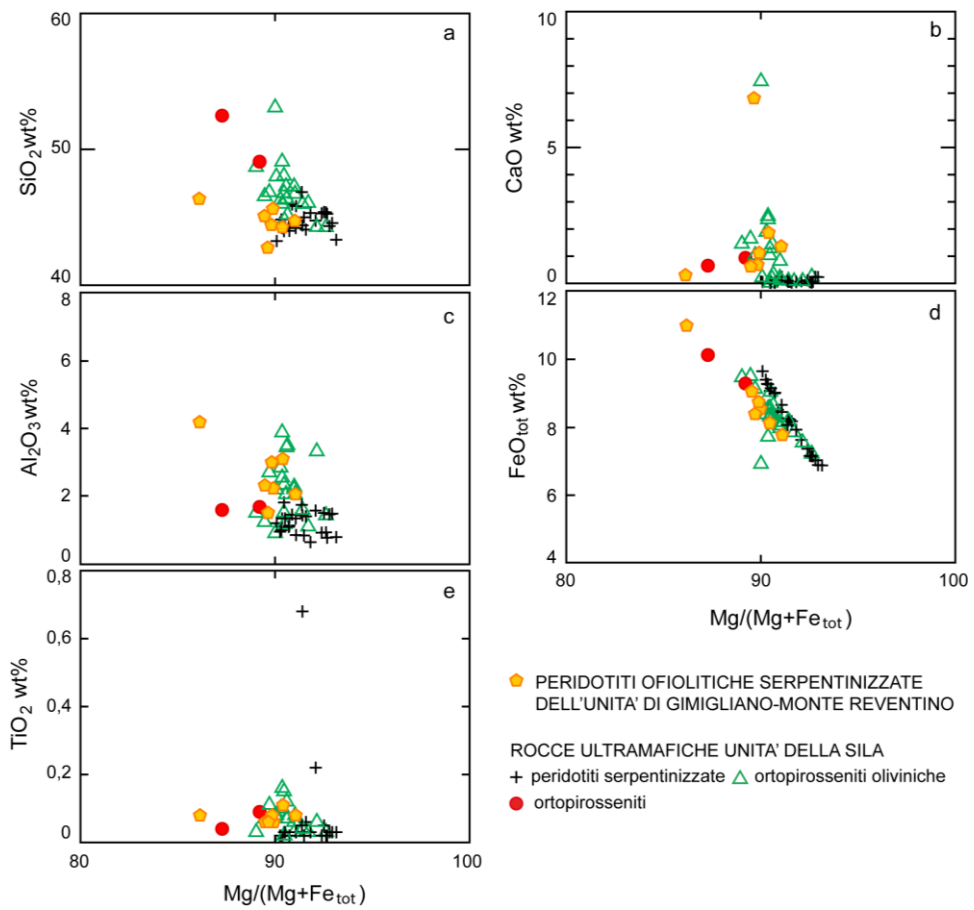 60
a
50
40
SiO2 wt%
10
b
5
0
CaO wt%
8
c
6
4
2
0
Al2O3 wt%
12
d
10
8
6
4
FeOtot wt%
80
90
100
Mg/(Mg+Fetot)
0,8
e
0,6
0,4
0,2
0
TiO2 wt%
80
90
100
Mg/(Mg+Fetot)
PERIDOTITI OFIOLITICHE SERPENTINIZZATE
DELL'UNITA' DI GIMIGLIANO-MONTE REVENTINO
ROCCE ULTRAMAFICHE UNITA' DELLA SILA
peridotiti serpentinizzate
ortopirosseniti oliviniche
ortopirosseniti